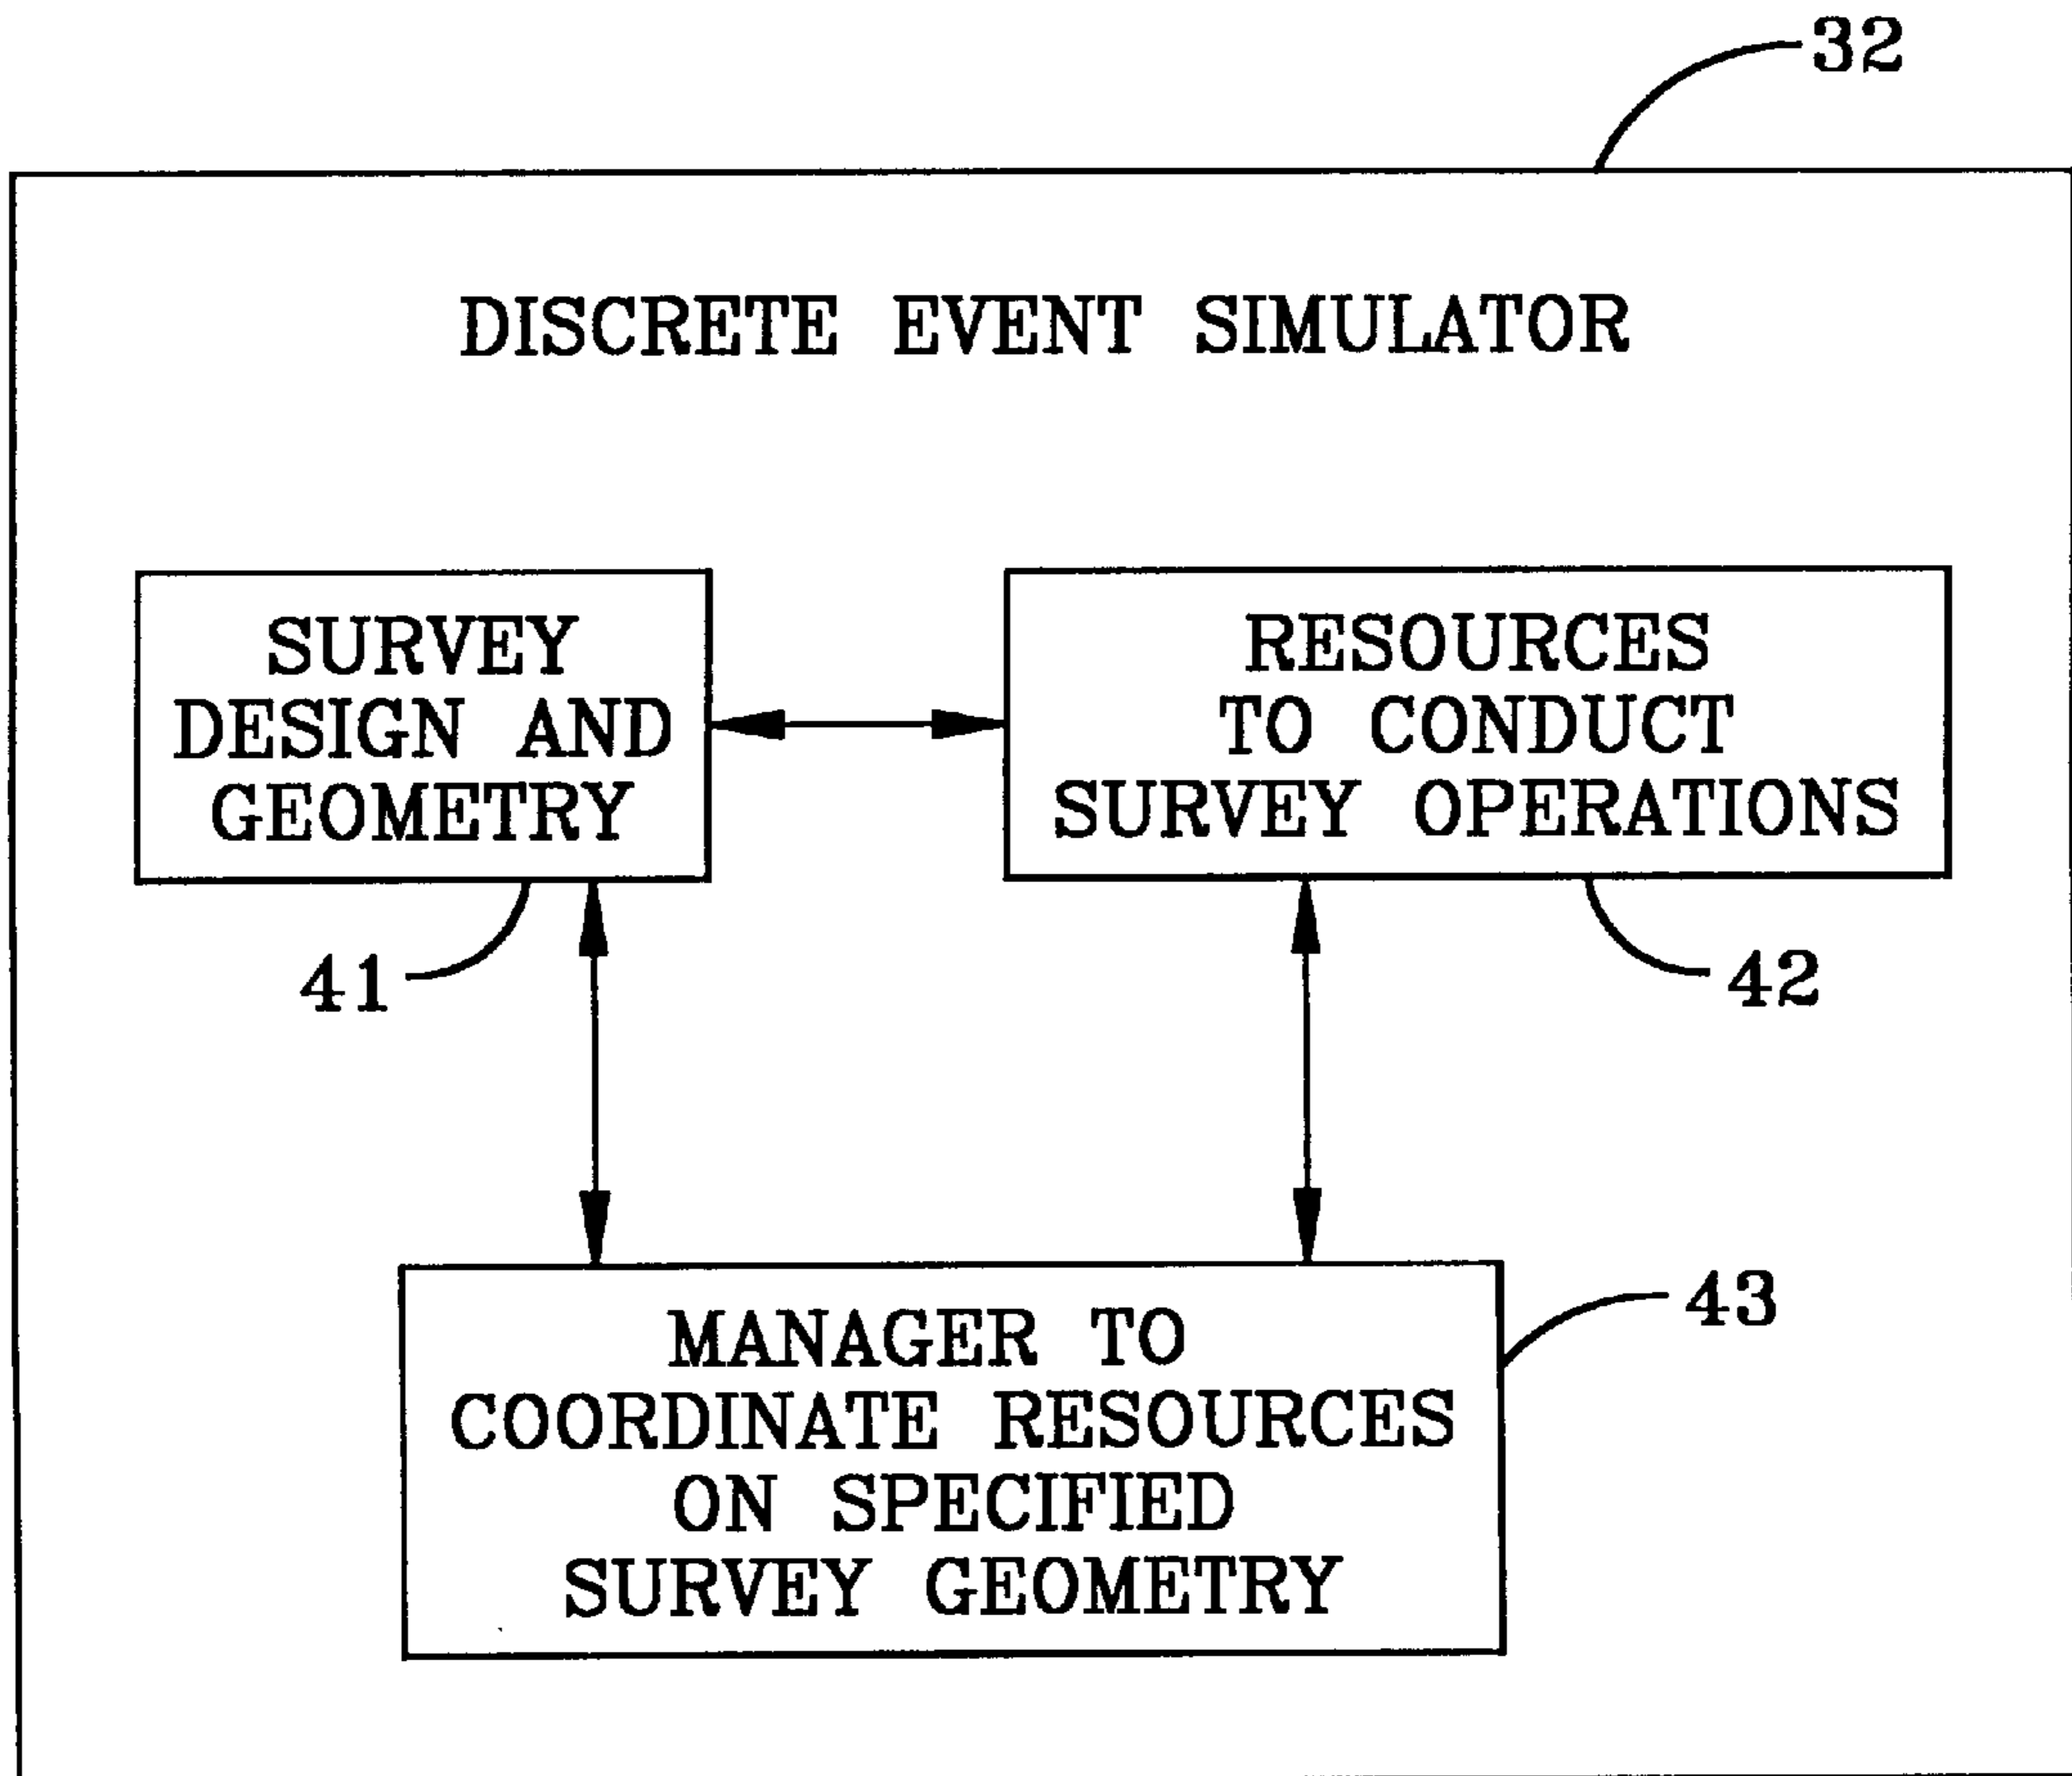 32
DISCRETE EVENT SIMULATOR
SURVEY
DESIGN AND
GEOMETRY
RESOURCES
TO CONDUCT
SURVEY OPERATIONS
41
42
43
MANAGER TO
COORDINATE RESOURCES
ON SPECIFIED
SURVEY GEOMETRY